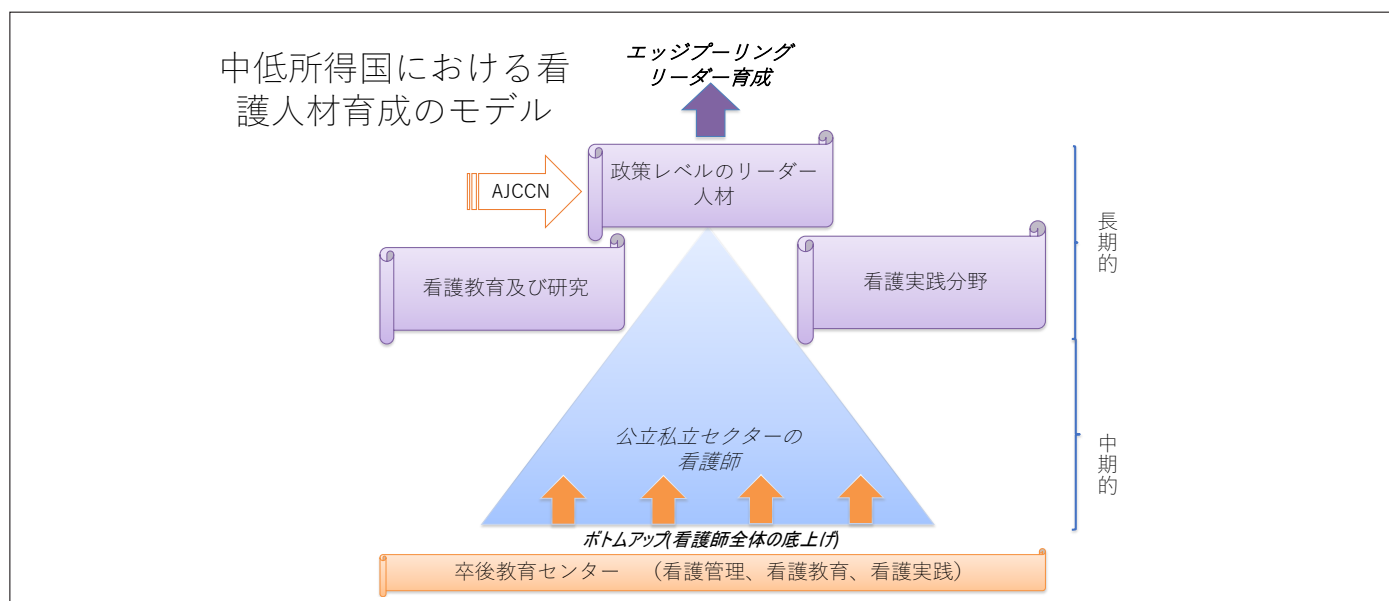 中低所得国における看
護人材育成のモデル
エッジプーリング
リーダー育成
AJCCN
政策レベルのリーダー
人材
看護教育及び研究
看護実践分野
長期的
公立私立セクターの
看護師
中期的
ボトムアップ(看護師全体の底上げ)
卒後教育センター　（看護管理、看護教育、看護実践）